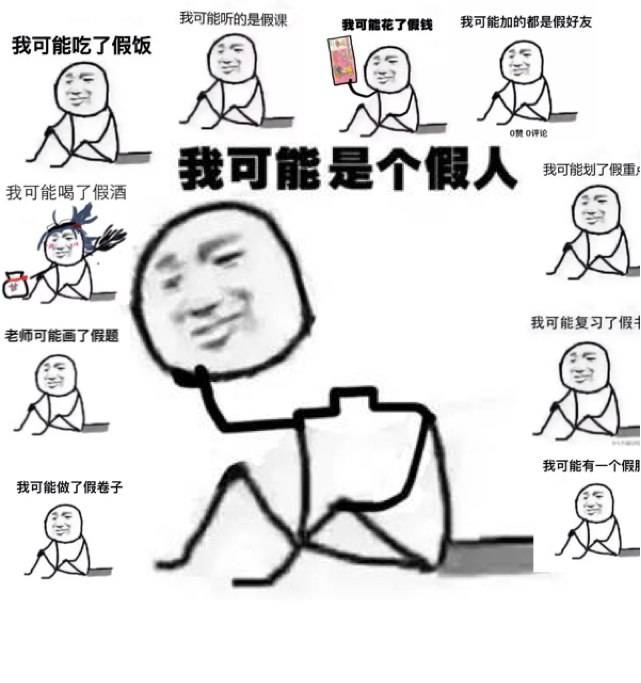 我可能吃了假饭
我可能听的是假课
我可能花了假钱
我可能加的都是假好友
0赞 0评论
我可能是个假人
我可能划了假重点
我可能喝了假酒
我可能复习了假书
老师可能画了假题
我可能有一个假
我可能做了假卷子